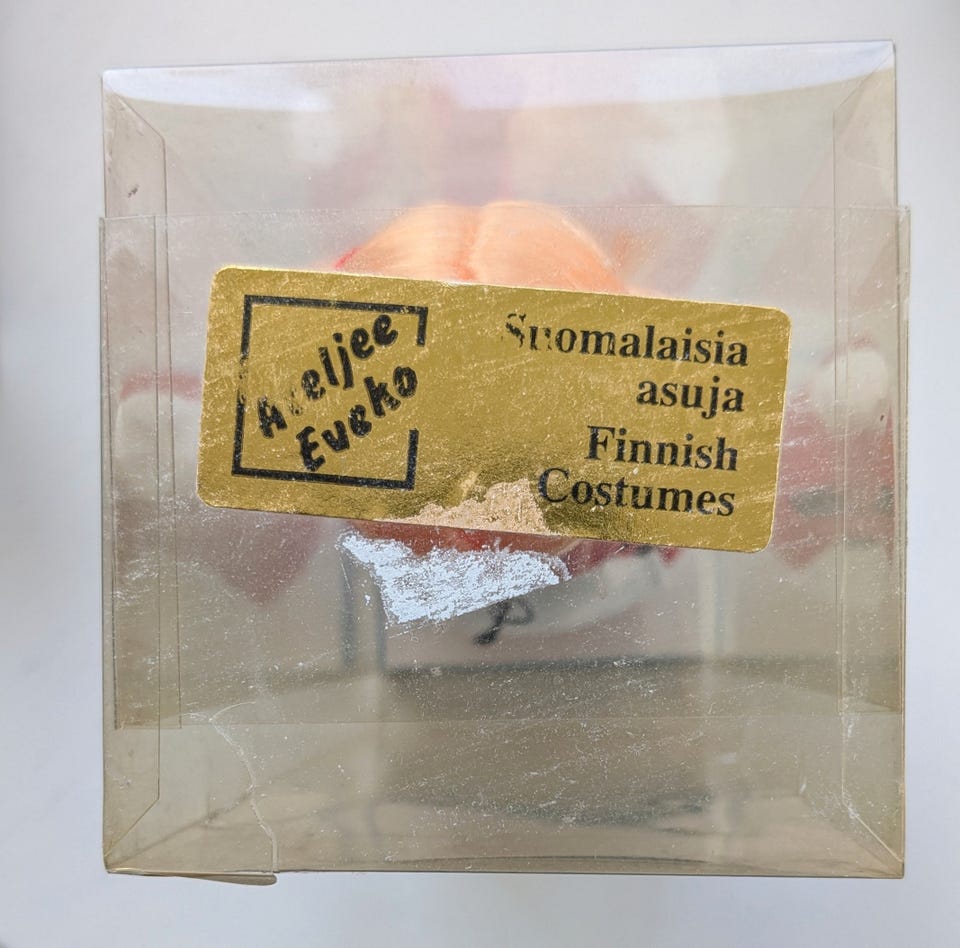 Ateljee
Eveko
Suomalaisia
asuja
Finnish
Costumes